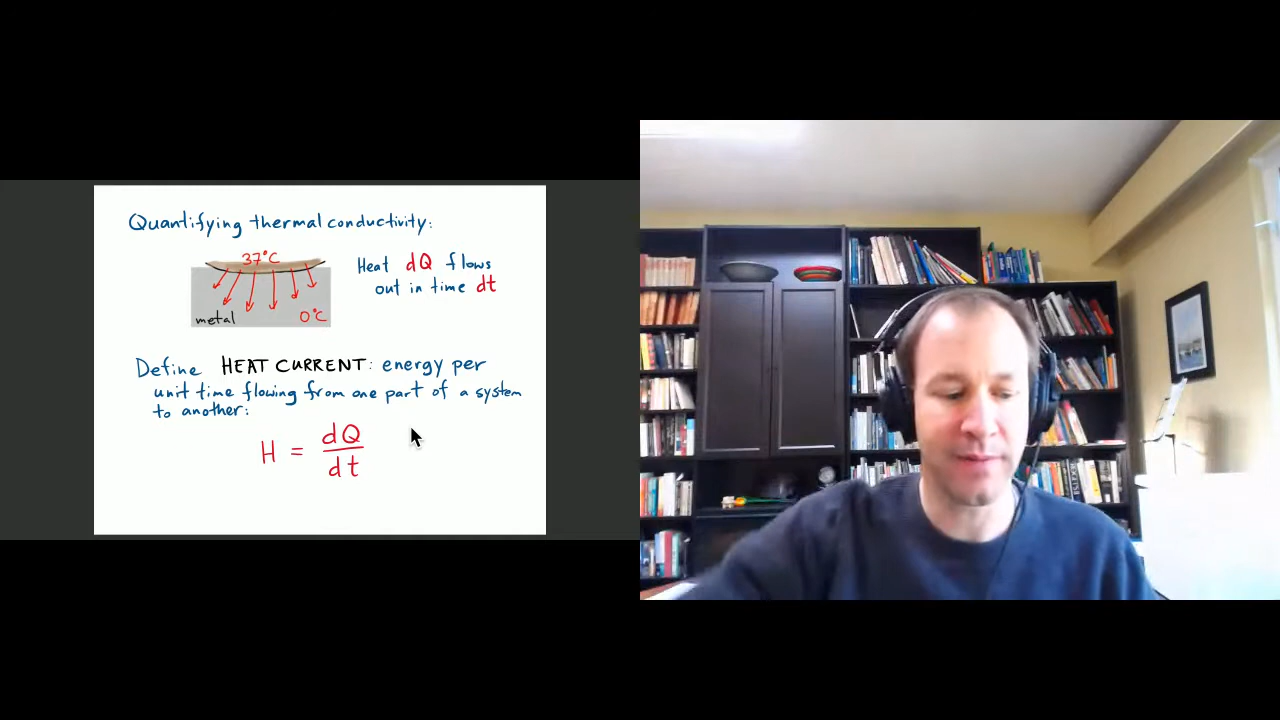 Quantifying thermal conductivity:
37°C
Heat dQ flows
out in time dt
metal
0°C
Define HEAT CURRENT: energy per
unit time flowing from one part of a system
to another:
H = dQ
dt